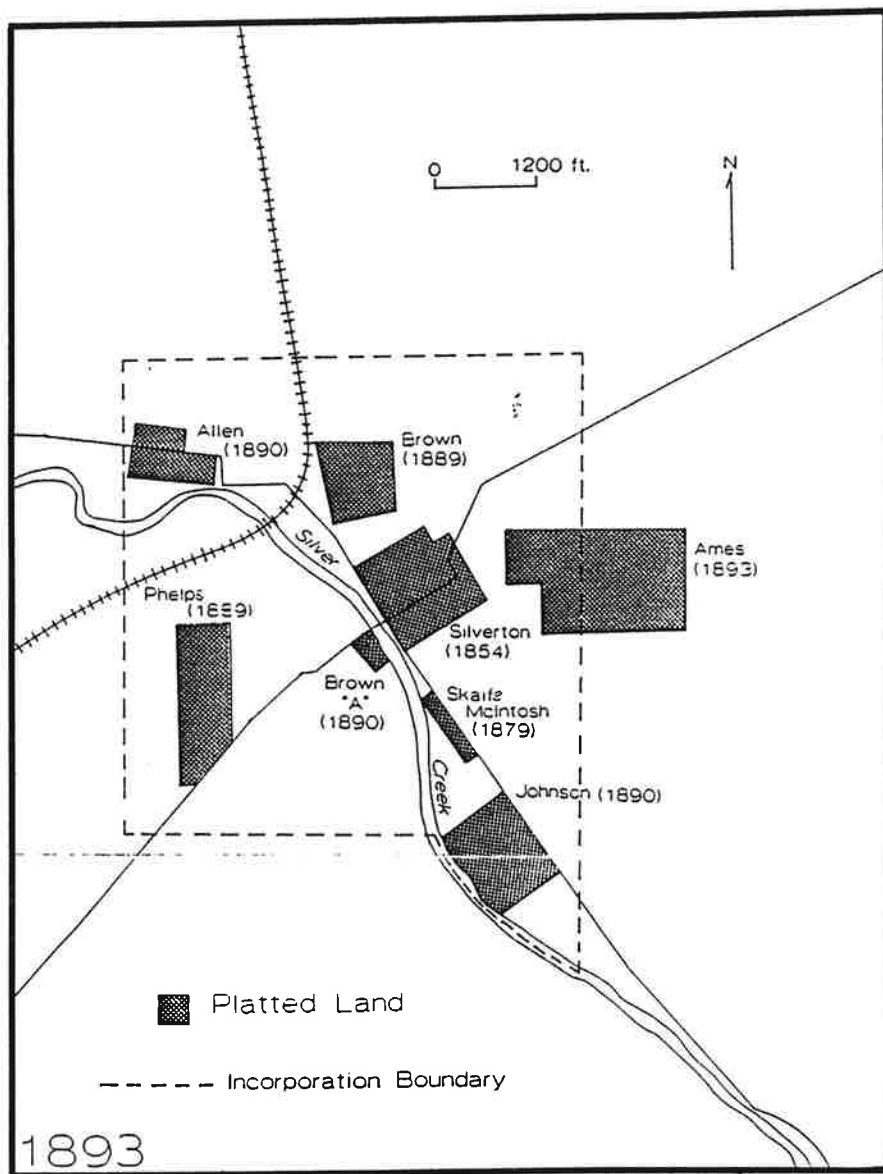 0 1200 ft.
N
Allen
(1890)
Brown
(1889)
Silver
Ames
(1893)
Phelps
(1889)
Silverton
(1854)
Brown
"A"
(1890)
Skaife
McIntosh
(1879)
Creek
Johnson (1890)
Platted Land
Incorporation Boundary
1893